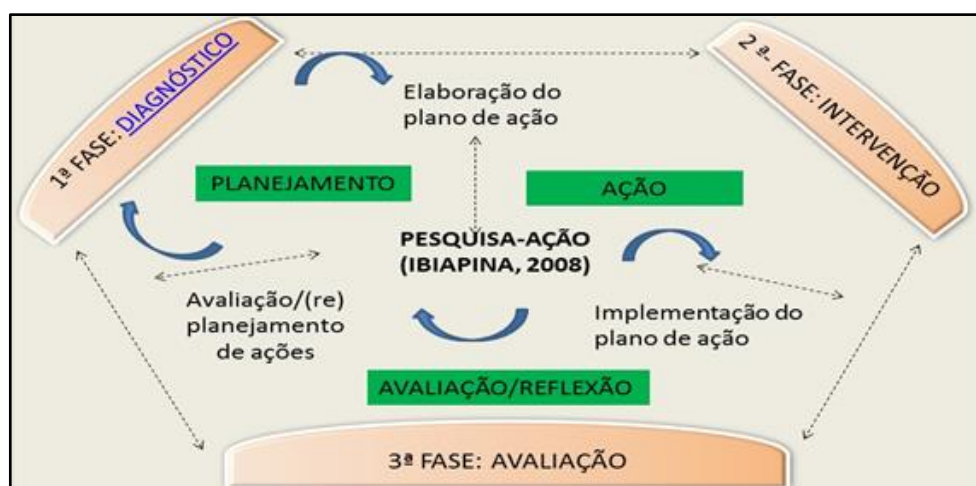 1ª FASE: DIAGNÓSTICO
2ª- FASE: INTERVENÇÃO
Elaboração do
plano de ação
PLANEJAMENTO
AÇÃO
PESQUISA-AÇÃO
(IBIAPINA, 2008)
Avaliação/(re)
planejamento
de ações
Implementação do
plano de ação
AVALIAÇÃO/REFLEXÃO
3ª FASE: AVALIAÇÃO